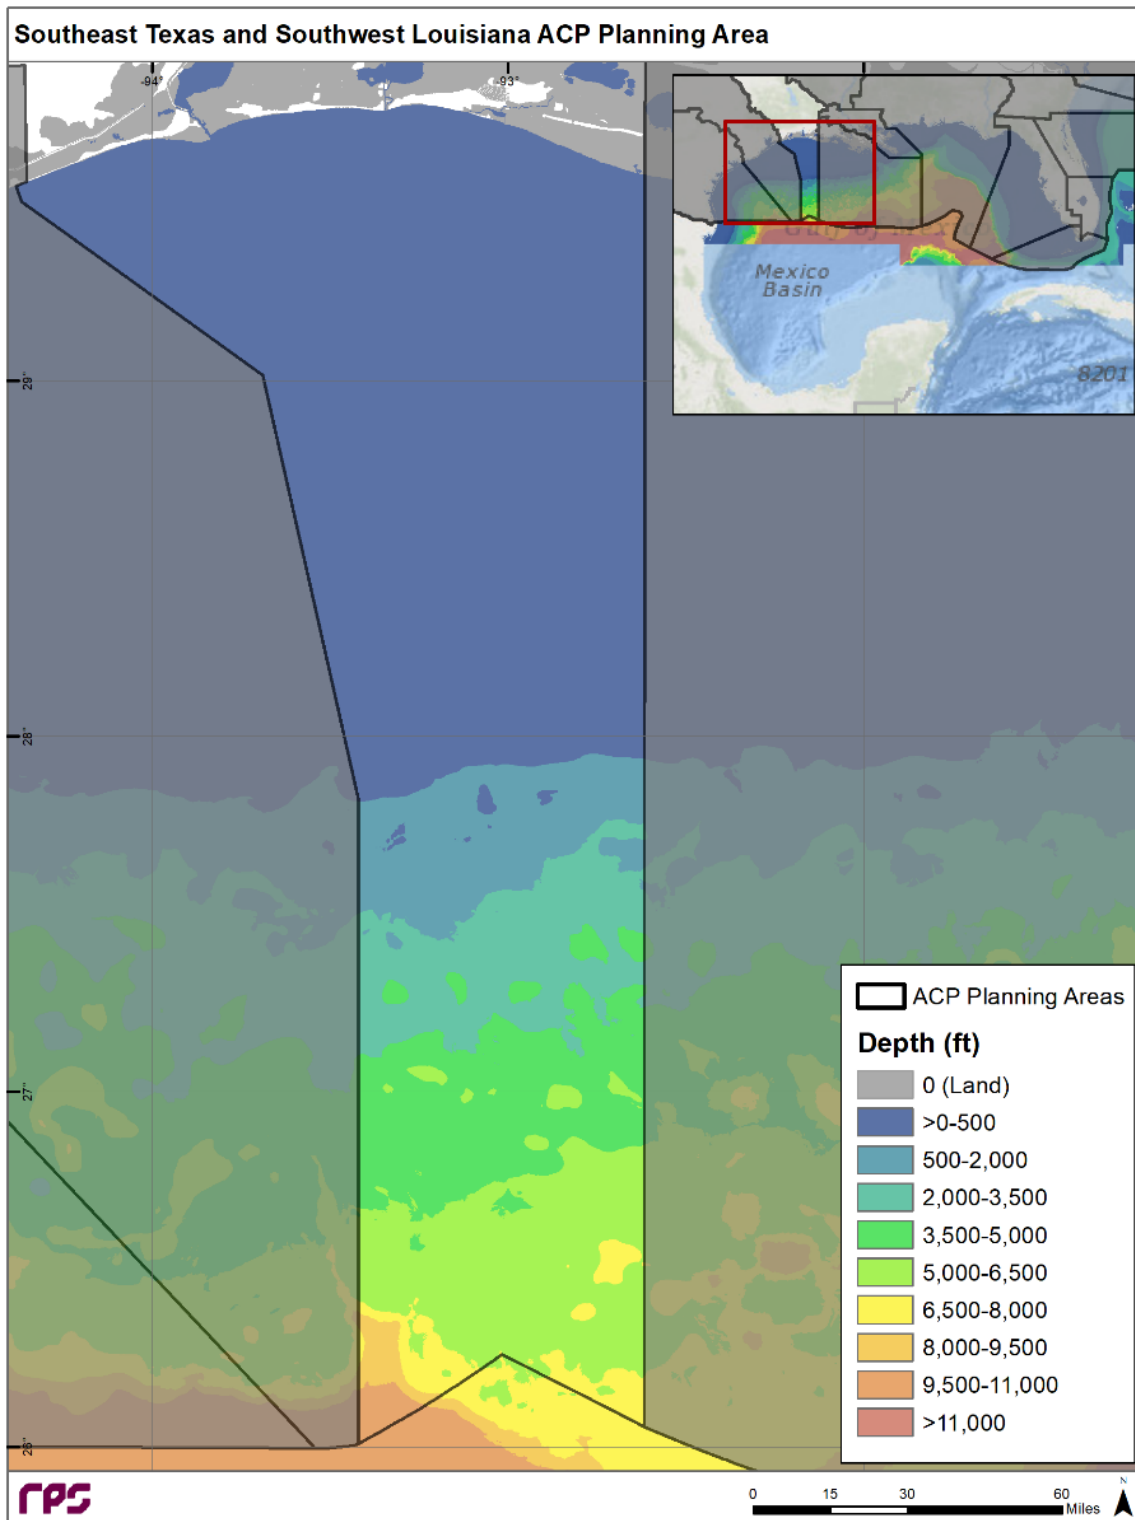 Southeast Texas and Southwest Louisiana ACP Planning Area
-94°
-93°
Gulf of Mex
Mexico
Basin
8201
29°
28°
27°
26°
ACP Planning Areas
Depth (ft)
0 (Land)
>0-500
500-2,000
2,000-3,500
3,500-5,000
5,000-6,500
6,500-8,000
8,000-9,500
9,500-11,000
>11,000
rps
0 15 30 60
Miles
N